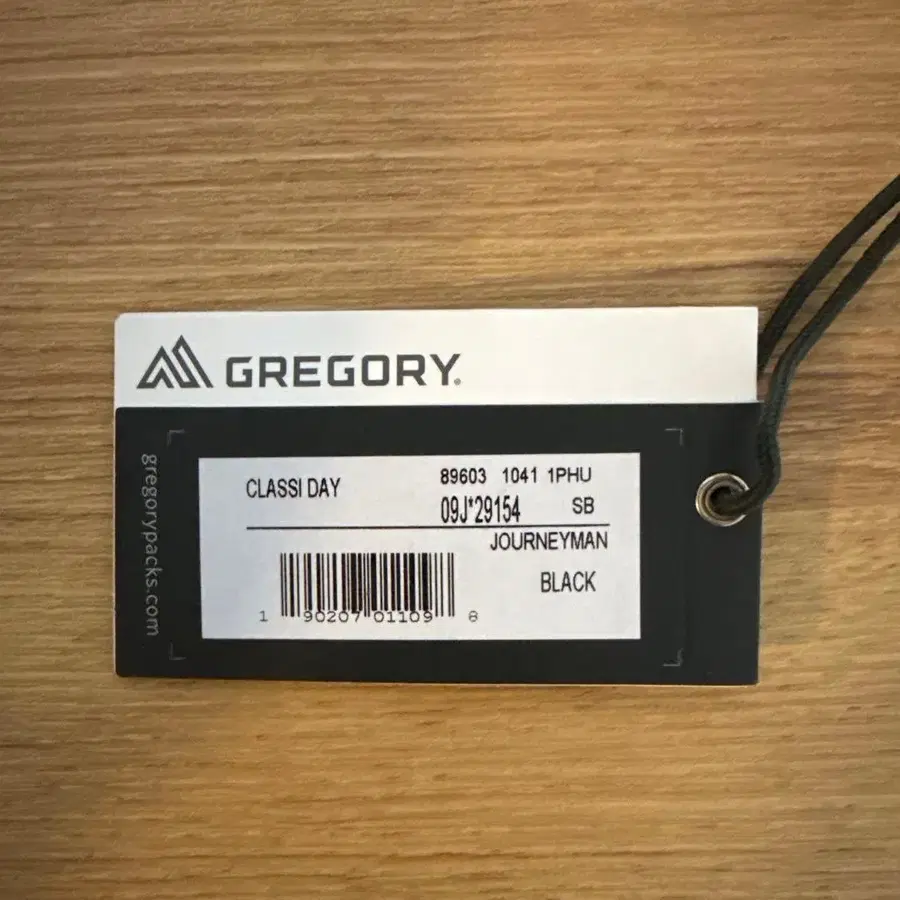 GREGORY
gregorypacks.com
CLASSI DAY
89603 1041 1PHU
09J*29154 SB
JOURNEYMAN
BLACK
1 90207 01109 8